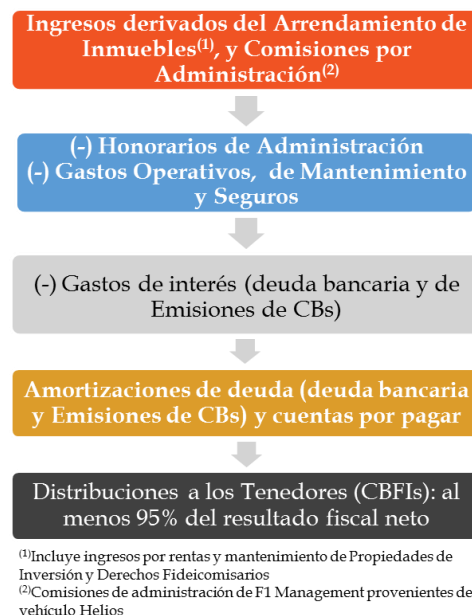 Ingresos derivados del Arrendamiento de
Inmuebles⁽¹⁾, y Comisiones por
Administración⁽²⁾
(-) Honorarios de Administración
(-) Gastos Operativos, de Mantenimiento
y Seguros
(-) Gastos de interés (deuda bancaria y de
Emisiones de CBs)
Amortizaciones de deuda (deuda bancaria
y Emisiones de CBs) y cuentas por pagar
Distribuciones a los Tenedores (CBFIs): al
menos 95% del resultado fiscal neto
⁽¹⁾Incluye ingresos por rentas y mantenimiento de Propiedades de
Inversión y Derechos Fideicomisarios
⁽²⁾Comisiones de administración de F1 Management provenientes de
vehículo Helios